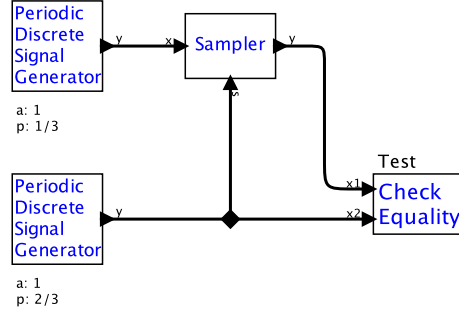 Periodic
Discrete
Signal
Generator
y
x
Sampler
y
s
a: 1
p: 1/3
Test
x1
Check
Equality
x2
Periodic
Discrete
Signal
Generator
y
a: 1
p: 2/3